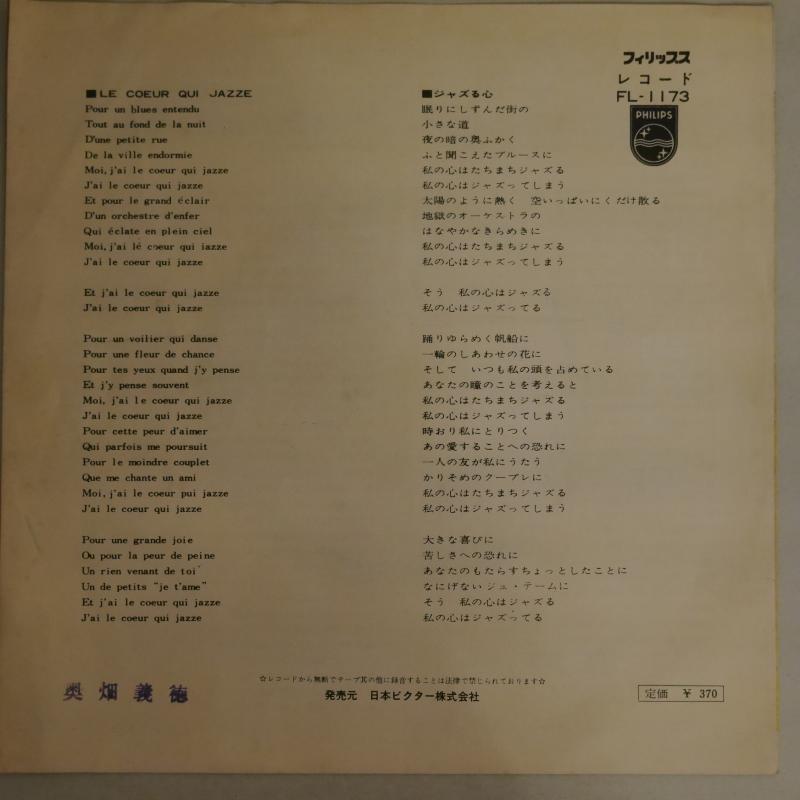 フィリップス
レコード
FL-1173
PHILIPS
■LE COEUR QUI JAZZE
Pour un blues entendu
Tout au fond de la nuit
D'une petite rue
De la ville endormie
Moi, j'ai le coeur qui jazze
J'ai le coeur qui jazze
Et pour le grand éclair
D'un orchestre d'enfer
Qui éclate en plein ciel
Moi, j'ai lé coeur qui iazze
J'ai le coeur qui jazze
Et j'ai le coeur qui jazze
J'ai le coeur qui jazze
Pour un voilier qui danse
Pour une fleur de chance
Pour tes yeux quand j'y pense
Et j'y pense souvent
Moi, j'ai le coeur qui jazze
J'ai le coeur qui jazze
Pour cette peur d'aimer
Qui parfois me poursuit
Pour le moindre couplet
Que me chante un ami
Moi, j'ai le coeur pui jazze
J'ai le coeur qui jazze
Pour une grande joie
Ou pour la peur de peine
Un rien venant de toi
Un de petits "je t'ame"
Et j'ai le coeur qui jazze
J'ai le coeur qui jazze
■ジャズる心
眠りにしずんだ街の
小さな道
夜の暗の奥ふかく
ふと聞こえたブルースに
私の心はたちまちジャズる
私の心はジャズってしまう
太陽のように熱く 空いっぱいにくだけ散る
地獄のオーケストラの
はなやかなきらめきに
私の心はたちまちジャズる
私の心はジャズってしまう
そう 私の心はジャズる
私の心はジャズってる
踊りゆらめく帆船に
一輪のしあわせの花に
そして いつも私の頭を占めている
あなたの瞳のことを考えると
私の心はたちまちジャズる
私の心はジャズってしまう
時おり私にとりつく
あの愛することへの恐れに
一人の友が私にうたう
かりそめのクープレに
私の心はたちまちジャズる
私の心はジャズってしまう
大きな喜びに
苦しさへの恐れに
あなたのもたらすちょっとしたことに
なにげないジュ・テームに
そう 私の心はジャズる
私の心はジャズってる
☆レコードから無断でテープ其の他に録音することは法律で禁じられております☆
発売元 日本ビクター株式会社
定価 ￥ 370
奥畑義徳